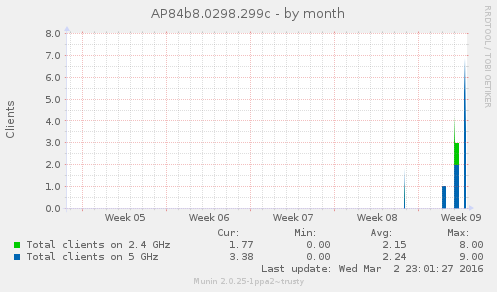 AP84b8.0298.299c - by month
RRDTOOL / TOBI OETIKER
Clients
8.0
7.0
6.0
5.0
4.0
3.0
2.0
1.0
0.0
Week 05 Week 06 Week 07 Week 08 Week 09
Cur: Min: Avg: Max:
Total clients on 2.4 GHz 1.77 0.00 2.15 8.00
Total clients on 5 GHz 3.38 0.00 2.24 9.00
Last update: Wed Mar 2 23:01:27 2016
Munin 2.0.25-1ppa2~trusty